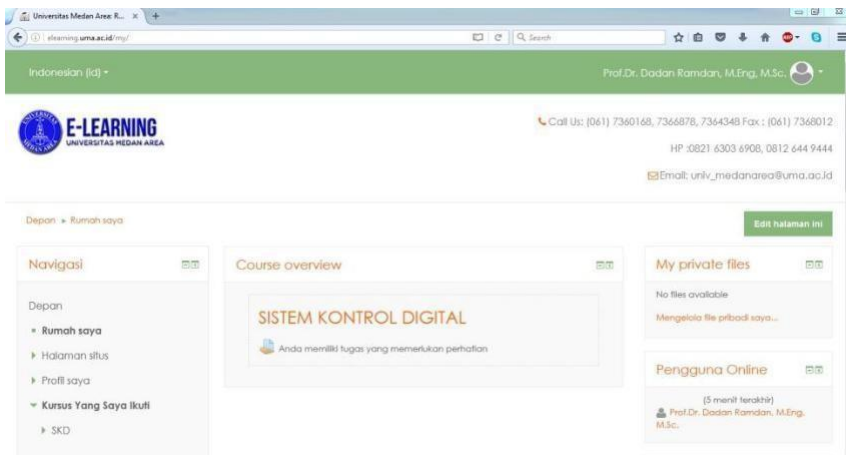 Universitas Medan Area: R...
elearning.uma.ac.id/my/
Search
Indonesian (id)
Prof.Dr. Dadan Ramdan, M.Eng, M.Sc.
E-LEARNING
UNIVERSITAS MEDAN AREA
Call Us: (061) 7360168, 7366878, 7364348 Fax : (061) 7368012
HP :0821 6303 6908, 0812 644 9444
Email: univ_medanarea@uma.ac.id
Depan ▸ Rumah saya
Edit halaman ini
Navigasi
Depan
Rumah saya
Halaman situs
Profil saya
Kursus Yang Saya Ikuti
SKD
Course overview
SISTEM KONTROL DIGITAL
Anda memiliki tugas yang memerlukan perhatian
My private files
No files available
Mengelola file pribadi saya...
Pengguna Online
(5 menit terakhir)
Prof.Dr. Dadan Ramdan, M.Eng,
M.Sc.